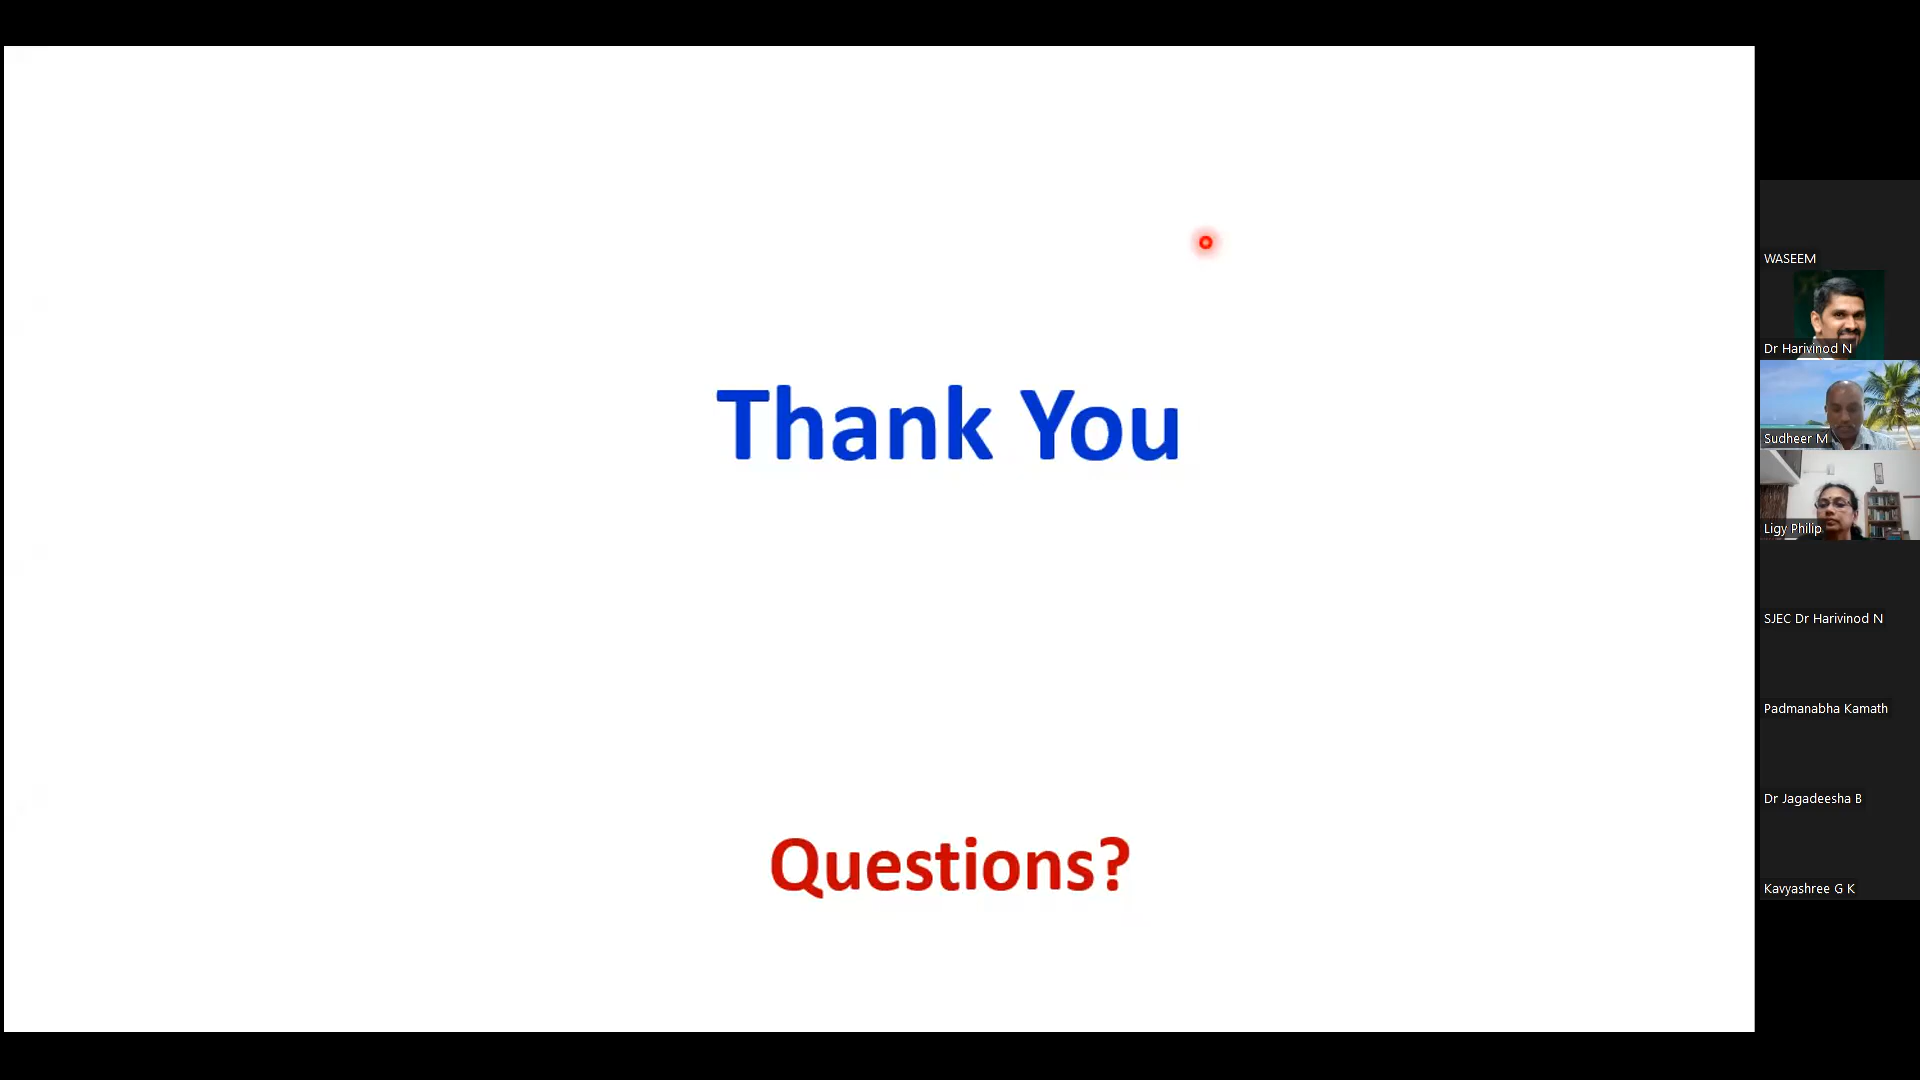 Thank You
Questions?
WASEEM
Dr Harivinod N
Sudheer M
Ligy Philip
SJEC Dr Harivinod N
Padmanabha Kamath
Dr Jagadeesha B
Kavyashree G K